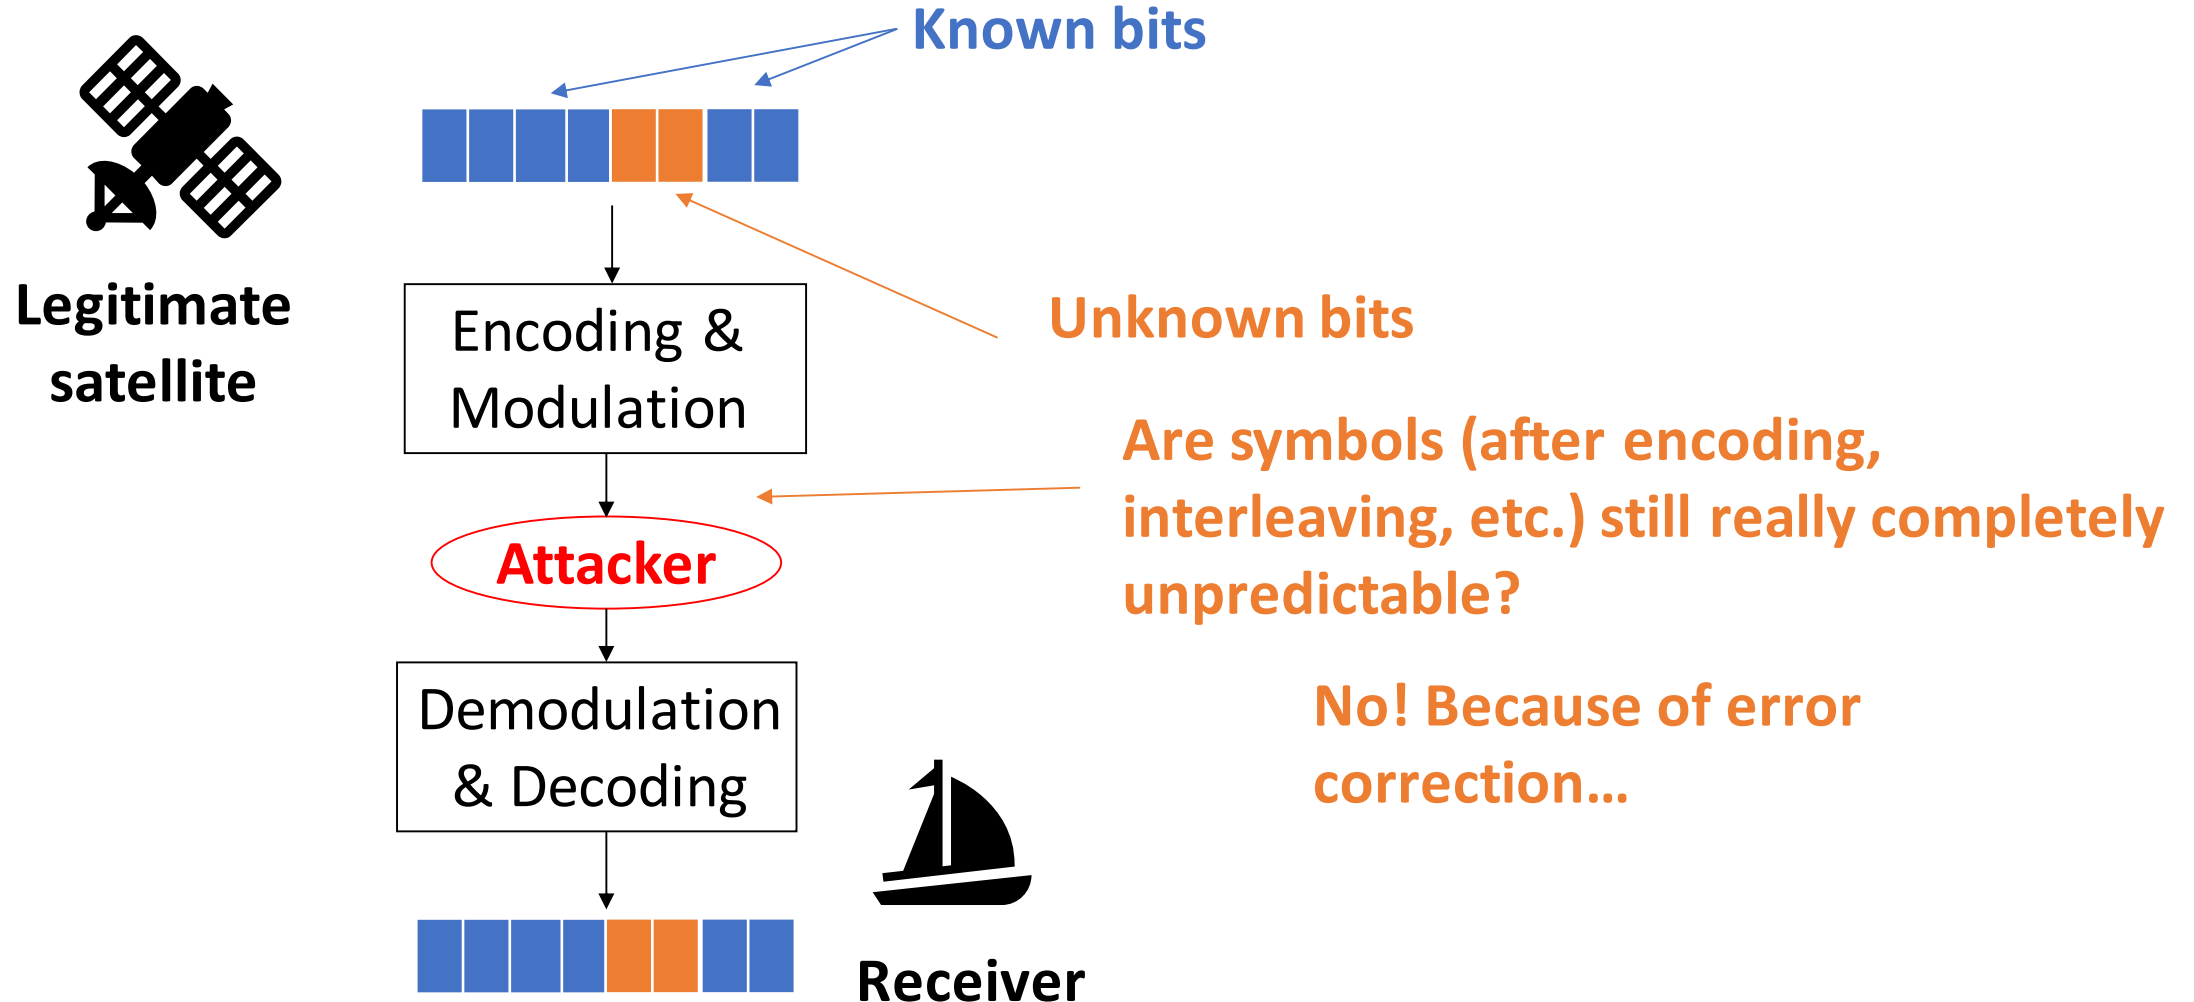 Known bits
Legitimate
satellite
Encoding &
Modulation
Unknown bits
Are symbols (after encoding,
interleaving, etc.) still really completely
unpredictable?
Attacker
No! Because of error
correction...
Demodulation
& Decoding
Receiver